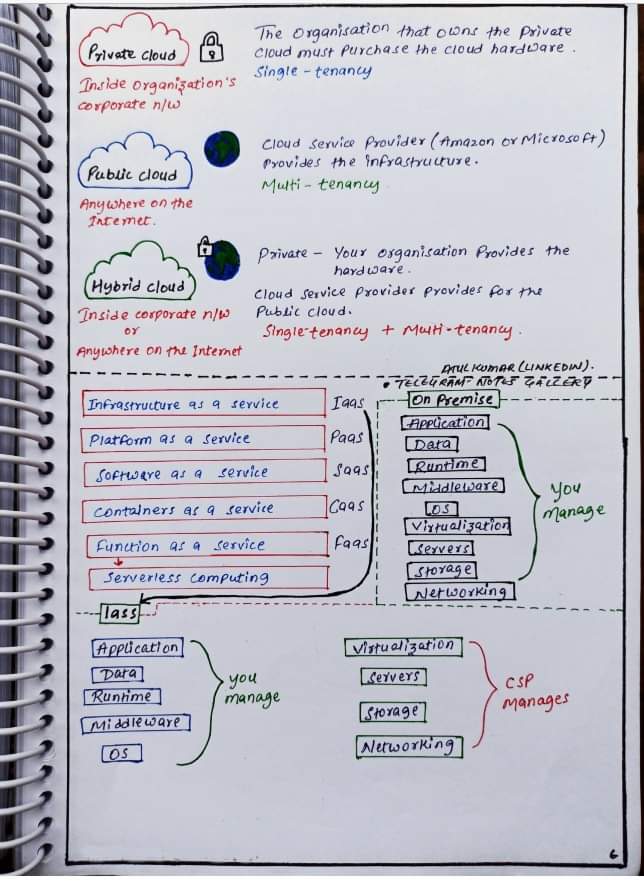 Private cloud
Inside Organization's
corporate n/w
The Organisation that owns the Private
cloud must Purchase the cloud hardware.
Single-tenancy
Public cloud
Anywhere on the
Internet.
Cloud Service Provider (Amazon or Microsoft)
Provides the infrastructure.
Multi-tenancy
Hybrid cloud
Inside corporate n/w
or
Anywhere on the Internet
Private - Your organisation Provides the
hardware.
Cloud service Provider provides for the
Public cloud.
Single-tenancy + Multi-tenancy.
ATUL KUMAR (LINKEDIN).
• TELEGRAM- NOTES GALLERY
Infrastructure as a service Iaas
Platform as a service Paas
Software as a service Saas
Containers as a service Caas
Function as a service Faas
Serverless computing
On Premise
Application
Data
Runtime
Middleware
OS
Virtualization
Servers
Storage
Networking
You
manage
Iass
Application
Data
Runtime
Middleware
OS
you
manage
Virtualization
Servers
Storage
Networking
CSP
Manages
6